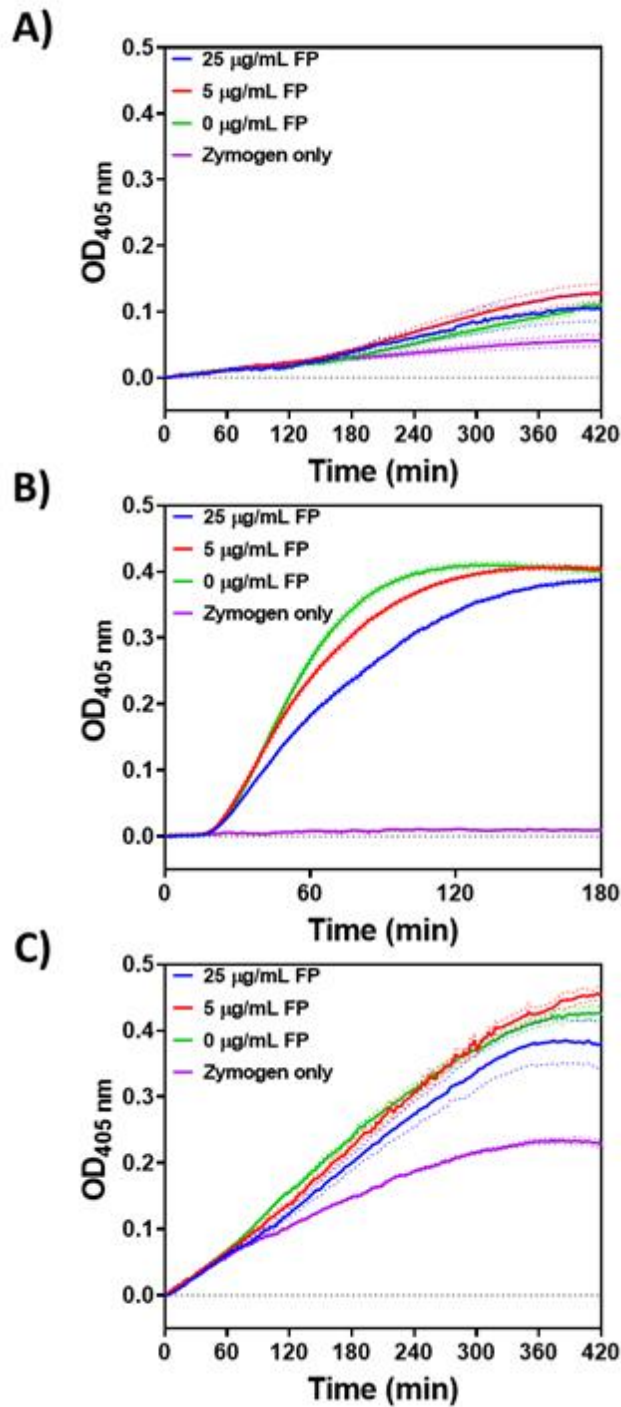 A)
0.5
0.4
0.3
0.2
0.1
0.0
OD405 nm
25 μg/mL FP
5 μg/mL FP
0 μg/mL FP
Zymogen only
0 60 120 180 240 300 360 420
Time (min)
B)
0.5
0.4
0.3
0.2
0.1
0.0
OD405 nm
25 μg/mL FP
5 μg/mL FP
0 μg/mL FP
Zymogen only
0 60 120 180
Time (min)
C)
0.5
0.4
0.3
0.2
0.1
0.0
OD405 nm
25 μg/mL FP
5 μg/mL FP
0 μg/mL FP
Zymogen only
0 60 120 180 240 300 360 420
Time (min)